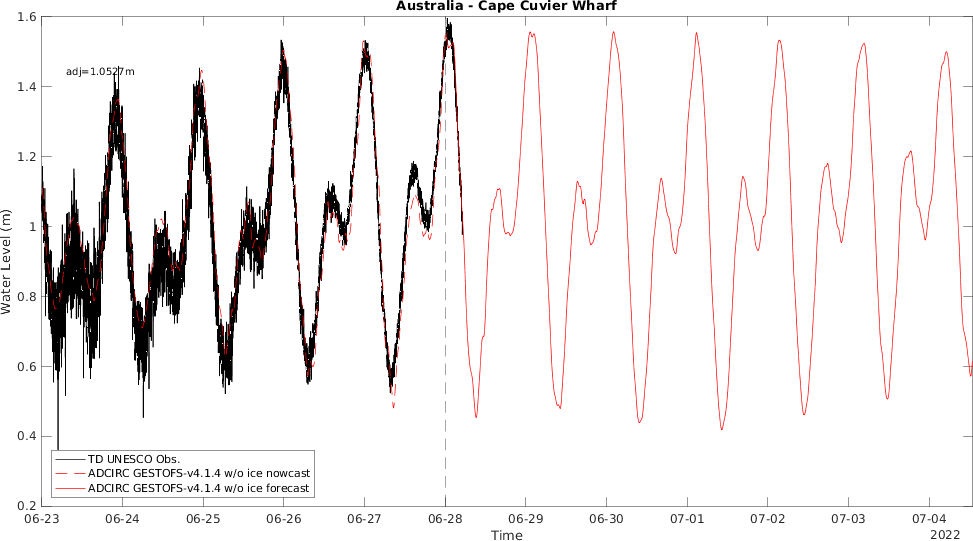 Australia - Cape Cuvier Wharf
1.6
adj=1.0527m
1.4
1.2
1
0.8
0.6
0.4
0.2
Water Level (m)
TD UNESCO Obs.
ADCIRC GESTOFS-v4.1.4 w/o ice nowcast
ADCIRC GESTOFS-v4.1.4 w/o ice forecast
06-23 06-24 06-25 06-26 06-27 06-28 06-29 06-30 07-01 07-02 07-03 07-04
Time
2022